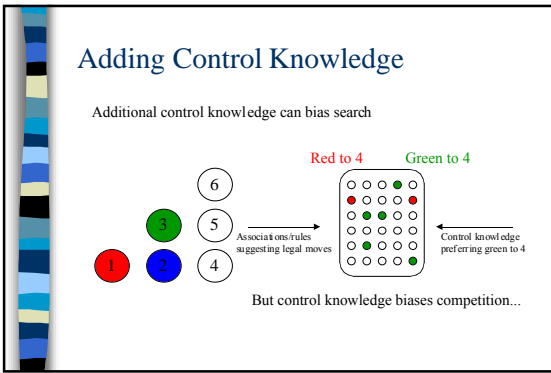 Adding Control Knowledge
Additional control knowledge can bias search
Red to 4
Green to 4
6
3
5
1
2
4
Associations/rules
suggesting legal moves
Control knowledge
preferring green to 4
But control knowledge biases competition...